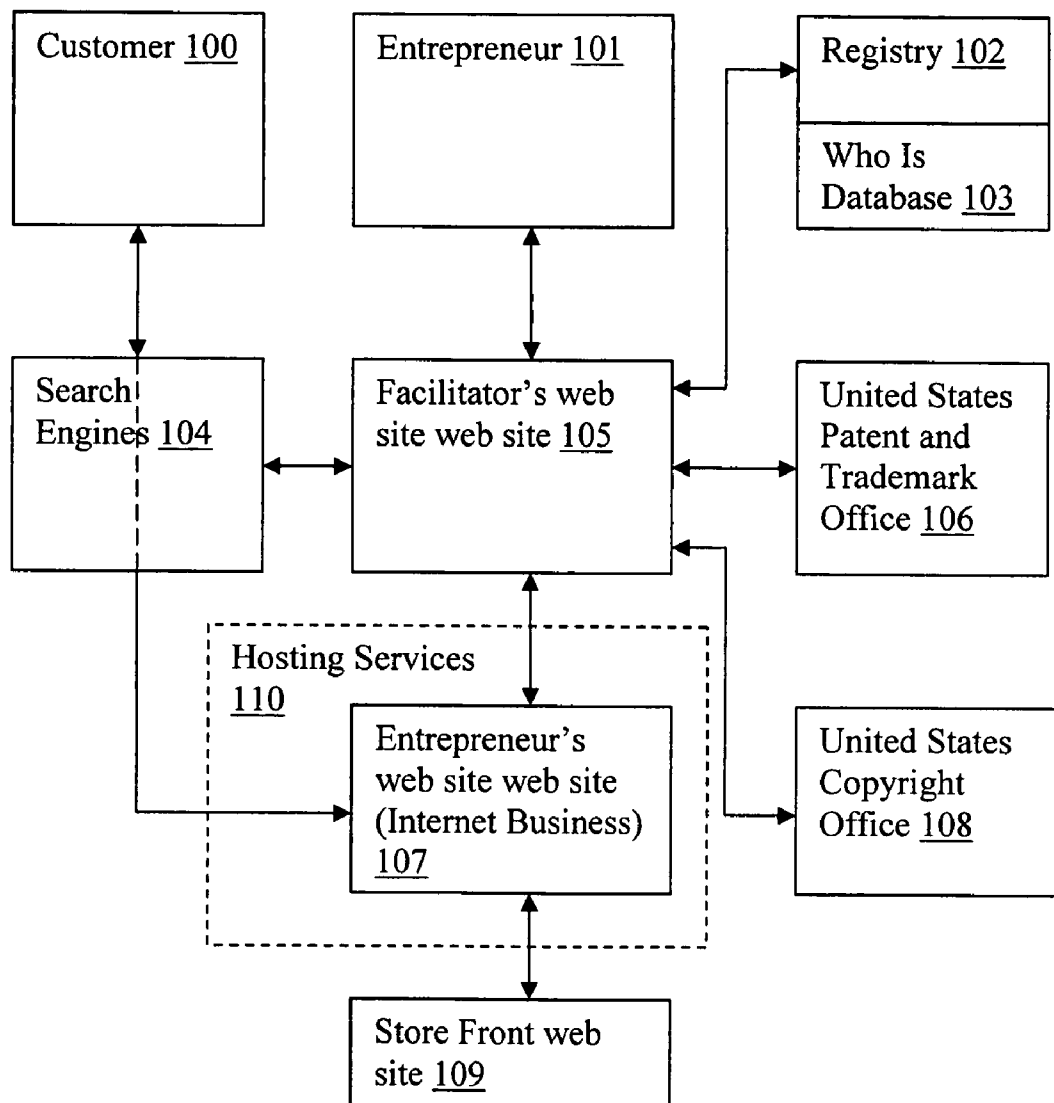 Customer 100
Entrepreneur 101
Registry 102
Who Is
Database 103
Search
Engines 104
Facilitator's web
site web site 105
United States
Patent and
Trademark
Office 106
Hosting Services
110
Entrepreneur's
web site web site
(Internet Business)
107
United States
Copyright
Office 108
Store Front web
site 109